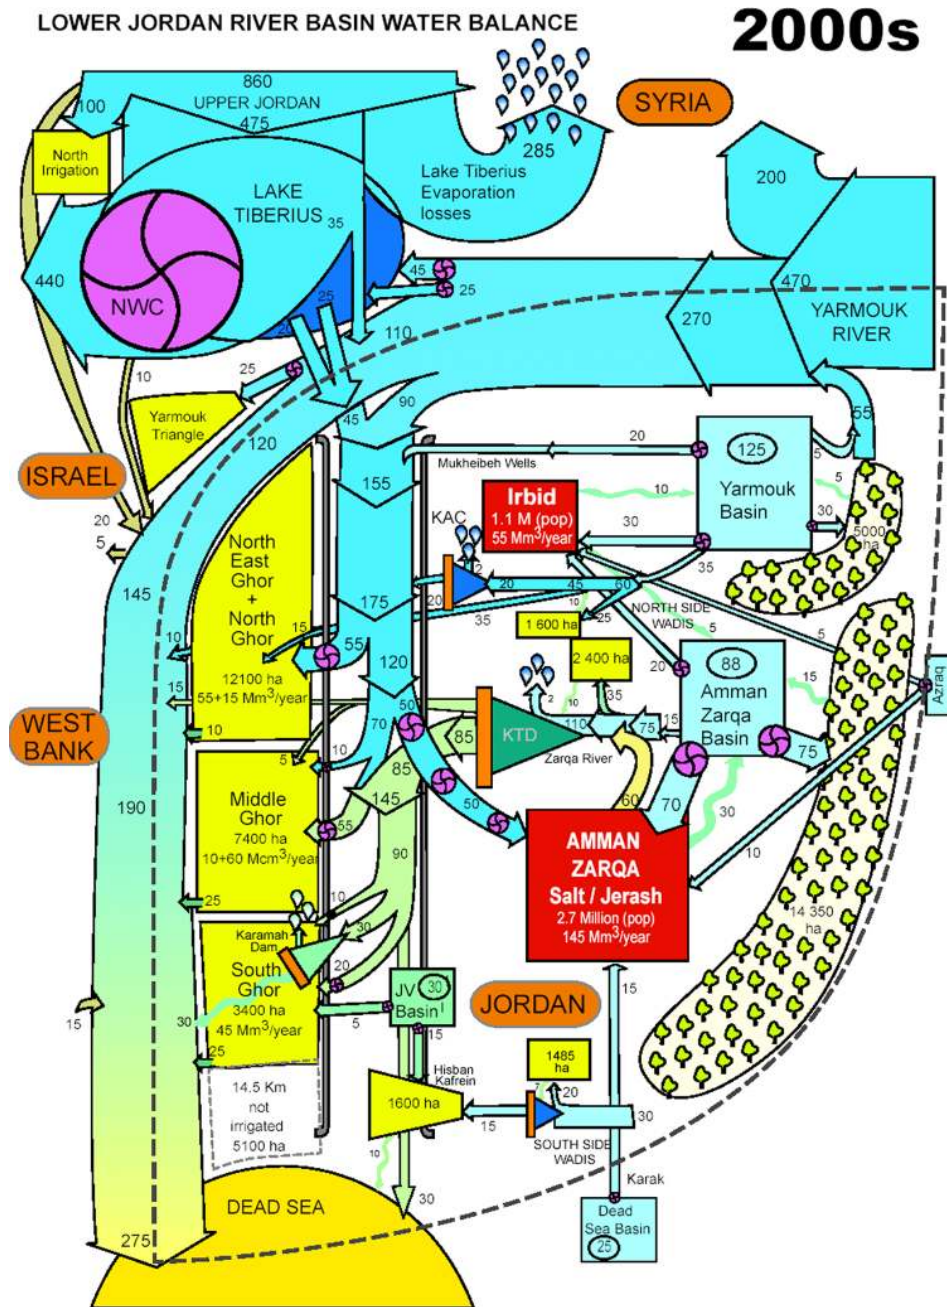 LOWER JORDAN RIVER BASIN WATER BALANCE
2000s
860
UPPER JORDAN
475
100
North
Irrigation
285
SYRIA
Lake Tiberius
Evaporation
losses
200
LAKE
TIBERIUS
35
NWC
440
45
25
470
YARMOUK
RIVER
270
25
20
110
10
25
90
45
55
Yarmouk
Triangle
120
ISRAEL
20
Mukheibeh Wells
125
Yarmouk
Basin
5
5
155
Irbid
1.1 M (pop)
55 Mm³/year
10
30
30
5000
ha
KAC
2
35
20
5
145
North
East
Ghor
+
North
Ghor
12100 ha
55+15 Mm³/year
175
20
20
45
60
35
10
25
NORTH SIDE
WADIS
5
5
1 600 ha
15
55
10
120
2 400 ha
20
88
Amman
Zarqa
Basin
15
Azraq
WEST
BANK
15
50
2
10
35
KTD
110
75
15
75
Zarqa River
10
70
85
5
10
85
145
60
70
50
30
10
190
Middle
Ghor
7400 ha
10+60 Mcm³/year
55
90
AMMAN
ZARQA
Salt / Jerash
2.7 Million (pop)
145 Mm³/year
14 350
ha
25
10
Karamah
Dam
30
20
South
Ghor
3400 ha
45 Mm³/year
30
JV
Basin
30
JORDAN
15
15
5
15
25
Hisban
Kafrein
1485
ha
14.5 Km
not
irrigated
5100 ha
1600 ha
20
15
30
SOUTH SIDE
WADIS
10
30
Karak
DEAD SEA
275
Dead
Sea Basin
25